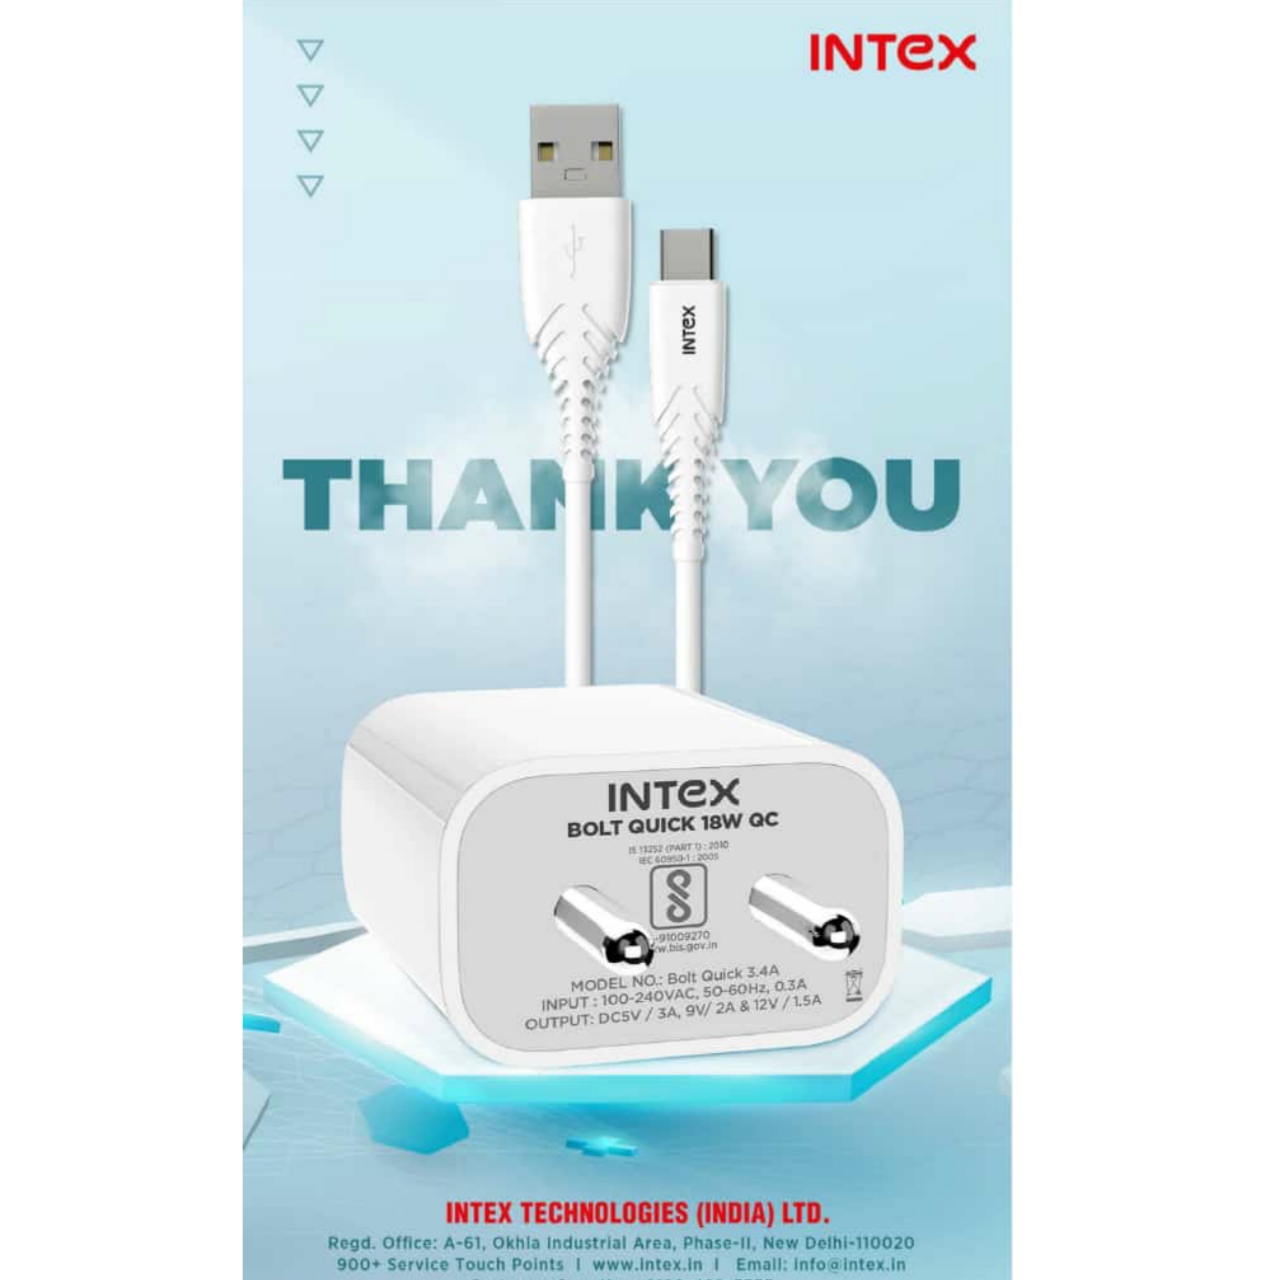 INTEX
INTEX
THANK YOU
INTEX
BOLT QUICK 18W QC
IS 13252 (PART 1) : 2010
IEC 60950-1 : 2005
-91009270
w.bis.gov.in
MODEL NO.: Bolt Quick 3.4A
INPUT : 100-240VAC, 50-60Hz, 0.3A
OUTPUT: DC5V / 3A, 9V/ 2A & 12V / 1.5A
INTEX TECHNOLOGIES (INDIA) LTD.
Regd. Office: A-61, Okhla Industrial Area, Phase-II, New Delhi-110020
900+ Service Touch Points I www.intex.in I Email: info@intex.in